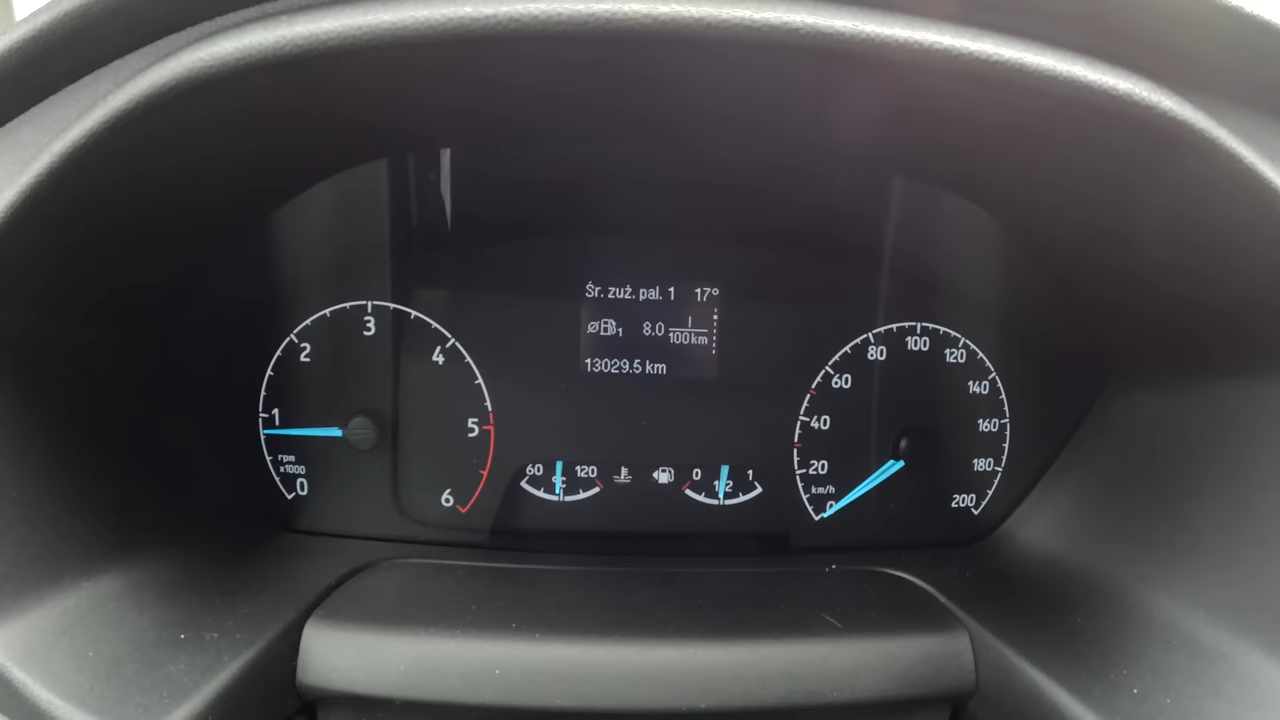 Śr. zuż. pal. 1 17°
1 8.0 l/100km
13029.5 km
0 1 2 3 4 5 6
rpm
x1000
60 °C 120
0 1/2 1
0 20 40 60 80 100 120 140 160 180 200
km/h